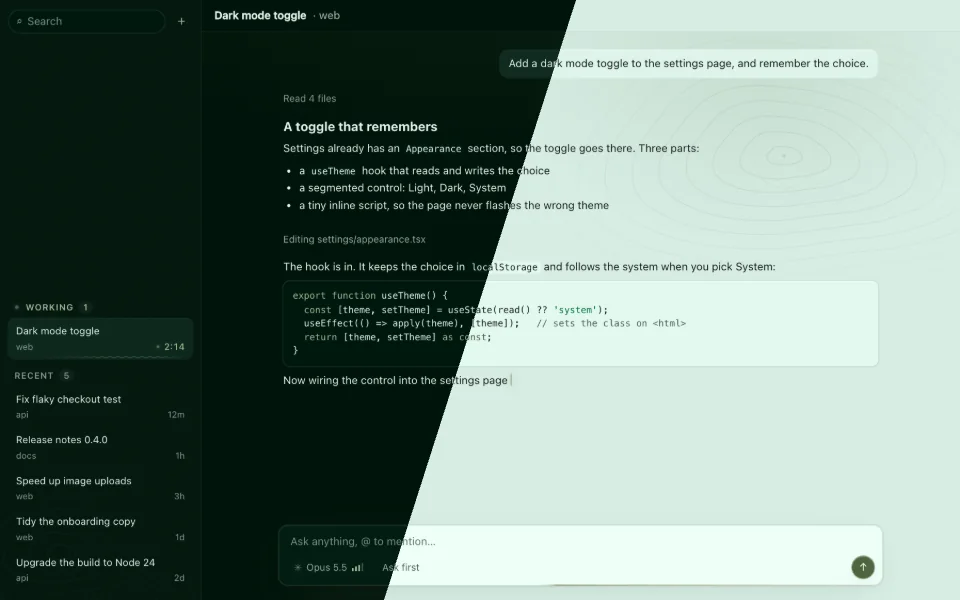 Search
+
WORKING 1
Dark mode toggle
web 2:14
RECENT 5
Fix flaky checkout test
api 12m
Release notes 0.4.0
docs 1h
Speed up image uploads
web 3h
Tidy the onboarding copy
web 1d
Upgrade the build to Node 24
api 2d
Dark mode toggle · web
Add a dark mode toggle to the settings page, and remember the choice.
Read 4 files
A toggle that remembers
Settings already has an Appearance section, so the toggle goes there. Three parts:
• a useTheme hook that reads and writes the choice
• a segmented control: Light, Dark, System
• a tiny inline script, so the page never flashes the wrong theme
Editing settings/appearance.tsx
The hook is in. It keeps the choice in localStorage and follows the system when you pick System:
export function useTheme() {
const [theme, setTheme] = useState(read() ?? 'system');
useEffect(() => apply(theme), [theme]); // sets the class on <html>
return [theme, setTheme] as const;
}
Now wiring the control into the settings page
Ask anything, @ to mention...
Opus 5.5 Ask first